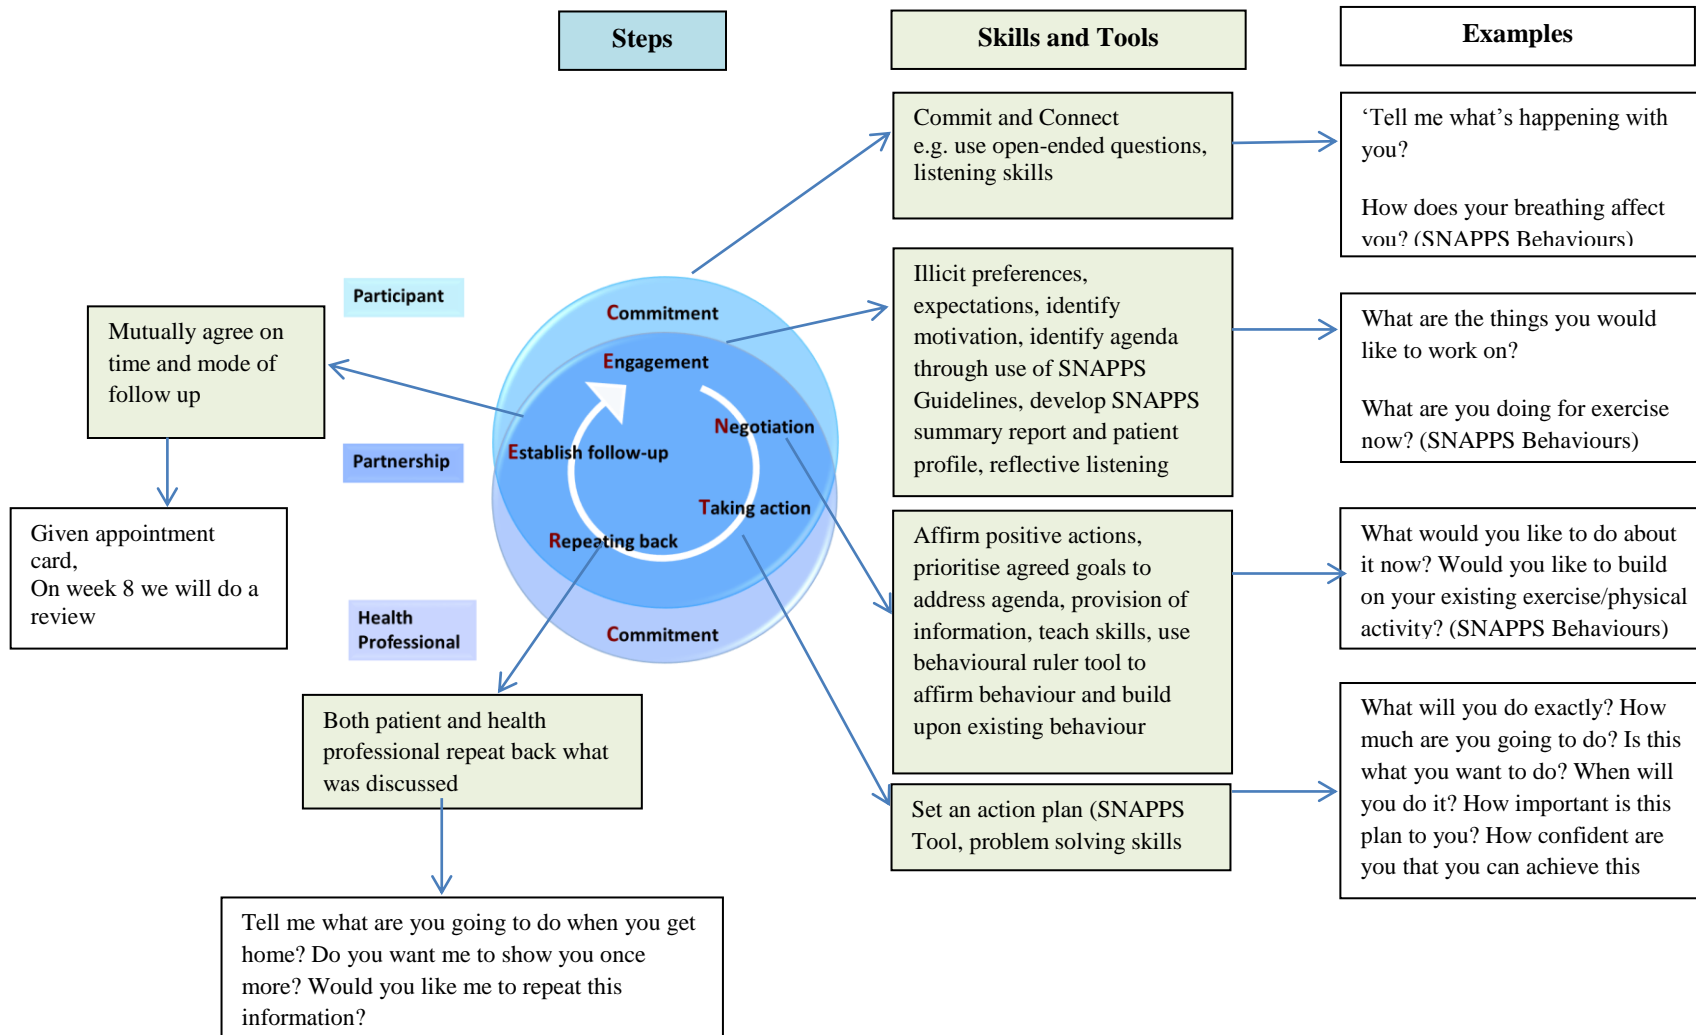 Steps
Skills and Tools
Examples
Commit and Connect
e.g. use open-ended questions,
listening skills
‘Tell me what’s happening with
you?
How does your breathing affect
you? (SNAPPS Behaviours)
Illicit preferences,
expectations, identify
motivation, identify agenda
through use of SNAPPS
Guidelines, develop SNAPPS
summary report and patient
profile, reflective listening
What are the things you would
like to work on?
What are you doing for exercise
now? (SNAPPS Behaviours)
Affirm positive actions,
prioritise agreed goals to
address agenda, provision of
information, teach skills, use
behavioural ruler tool to
affirm behaviour and build
upon existing behaviour
What would you like to do about
it now? Would you like to build
on your existing exercise/physical
activity? (SNAPPS Behaviours)
Set an action plan (SNAPPS
Tool, problem solving skills
What will you do exactly? How
much are you going to do? Is this
what you want to do? When will
you do it? How important is this
plan to you? How confident are
you that you can achieve this
Participant
Partnership
Health
Professional
Commitment
Engagement
Negotiation
Taking action
Repeating back
Establish follow-up
Commitment
Mutually agree on
time and mode of
follow up
Given appointment
card,
On week 8 we will do a
review
Both patient and health
professional repeat back what
was discussed
Tell me what are you going to do when you get
home? Do you want me to show you once
more? Would you like me to repeat this
information?